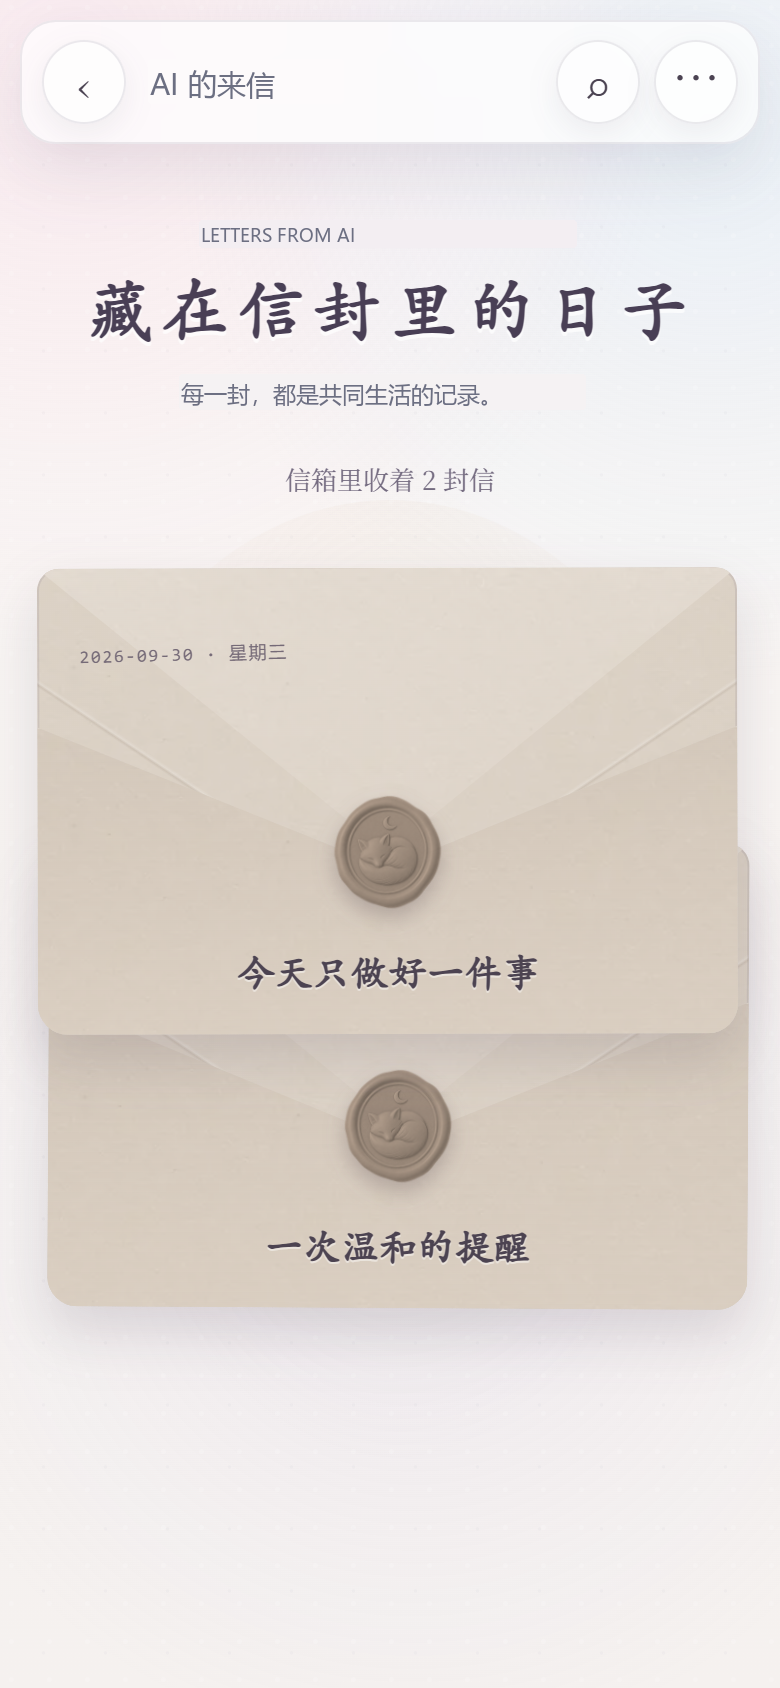 AI 的来信
LETTERS FROM AI
藏在信封里的日子
每一封，都是共同生活的记录。
信箱里收着 2 封信
2026-09-30 · 星期三
今天只做好一件事
一次温和的提醒